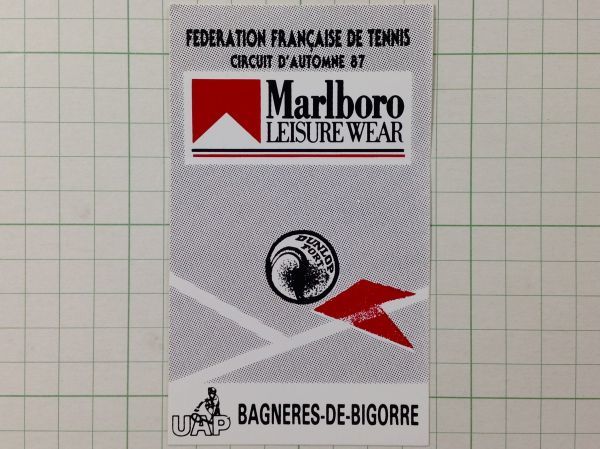 FEDERATION FRANÇAISE DE TENNIS
CIRCUIT D'AUTOMNE 87
Marlboro
LEISURE WEAR
DUNLOP
FORT
UAP
BAGNERES-DE-BIGORRE